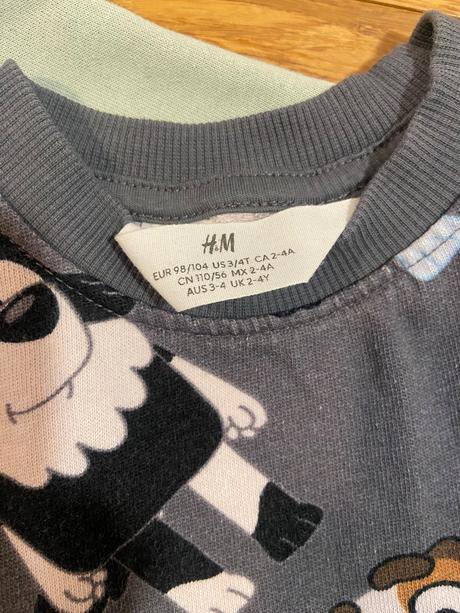 H&M
EUR 98/104 US 3/4T CA 2-4A
CN 110/56 MX 2-4A
AUS 3-4 UK 2-4Y